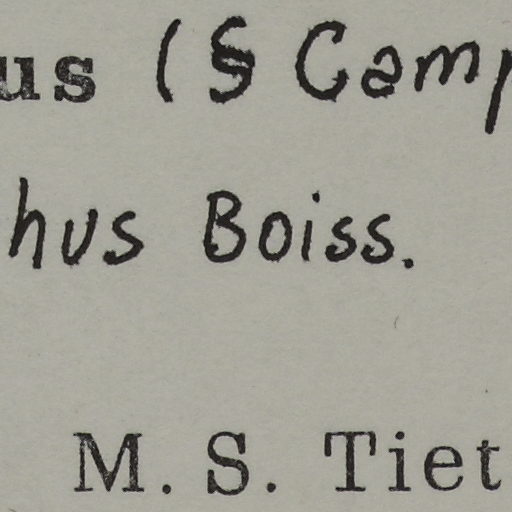 us (§ Camp
hus Boiss.
M. S. Tiet